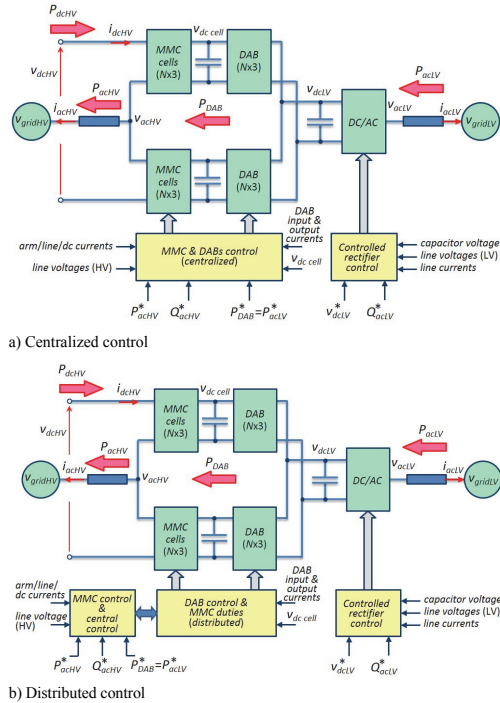 P_dcHV
i_dcHV
v_dcHV
P_acHV
i_acHV
v_gridHV
v_acHV
MMC
cells
(Nx3)
v_dc cell
DAB
(Nx3)
P_DAB
MMC
cells
(Nx3)
DAB
(Nx3)
v_dcLV
DC/AC
P_acLV
v_acLV
i_acLV
v_gridLV
DAB
input &
output
currents
arm/line/dc currents
line voltages (HV)
MMC & DABs control
(centralized)
v_dc cell
Controlled
rectifier
control
capacitor voltage
line voltages (LV)
line currents
P*_acHV
Q*_acHV
P*_DAB=P*_acLV
v*_dcLV
Q*_acLV
a) Centralized control
P_dcHV
i_dcHV
v_dcHV
P_acHV
i_acHV
v_gridHV
v_acHV
MMC
cells
(Nx3)
v_dc cell
DAB
(Nx3)
P_DAB
MMC
cells
(Nx3)
DAB
(Nx3)
v_dcLV
DC/AC
P_acLV
v_acLV
i_acLV
v_gridLV
DAB
input &
output
currents
arm/line/
dc currents
line voltage
(HV)
MMC control
&
central
control
DAB control &
MMC duties
(distributed)
v_dc cell
Controlled
rectifier
control
capacitor voltage
line voltages (LV)
line currents
P*_acHV
Q*_acHV
P*_DAB=P*_acLV
v*_dcLV
Q*_acLV
b) Distributed control